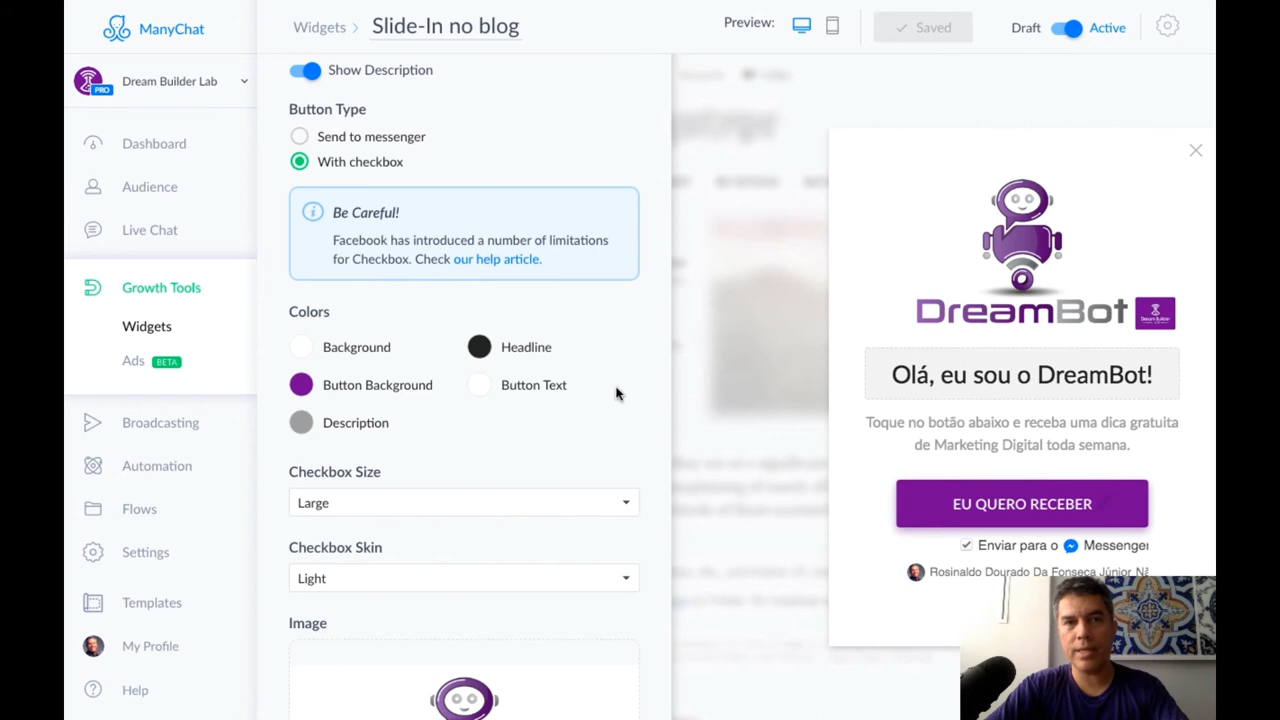 ManyChat
Widgets
Slide-In no blog
Preview:
Saved
Draft
Active
Dream Builder Lab
PRO
Dashboard
Audience
Live Chat
Growth Tools
Widgets
Ads BETA
Broadcasting
Automation
Flows
Settings
Templates
My Profile
Help
Show Description
Button Type
Send to messenger
With checkbox
Be Careful!
Facebook has introduced a number of limitations
for Checkbox. Check our help article.
Colors
Background
Headline
Button Background
Button Text
Description
Checkbox Size
Large
Checkbox Skin
Light
Image
DreamBot
Dream Builder
Olá, eu sou o DreamBot!
Toque no botão abaixo e receba uma dica gratuita
de Marketing Digital toda semana.
EU QUERO RECEBER
Enviar para o Messenger
Rosinaldo Dourado Da Fonseca Júnior